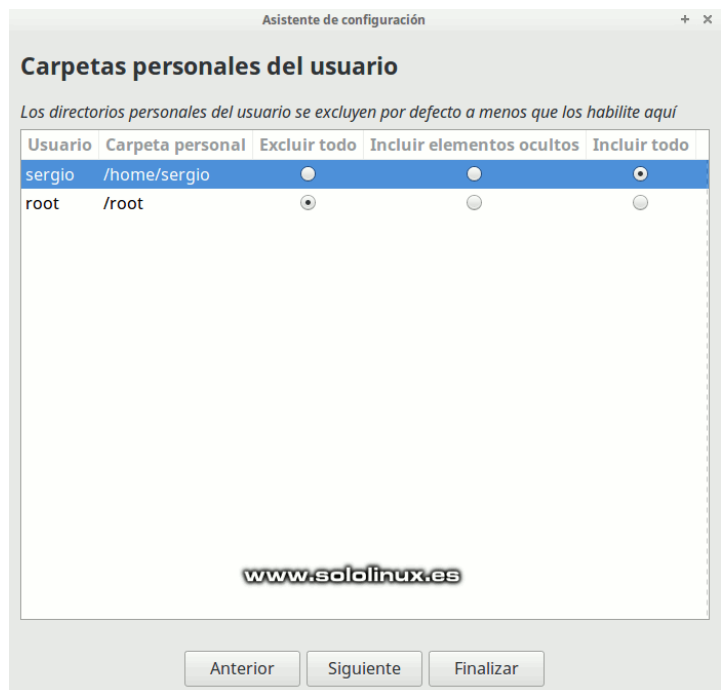 Asistente de configuración
Carpetas personales del usuario
Los directorios personales del usuario se excluyen por defecto a menos que los habilite aquí
Usuario Carpeta personal Excluir todo Incluir elementos ocultos Incluir todo
sergio /home/sergio
root /root
www.sololinux.es
Anterior Siguiente Finalizar